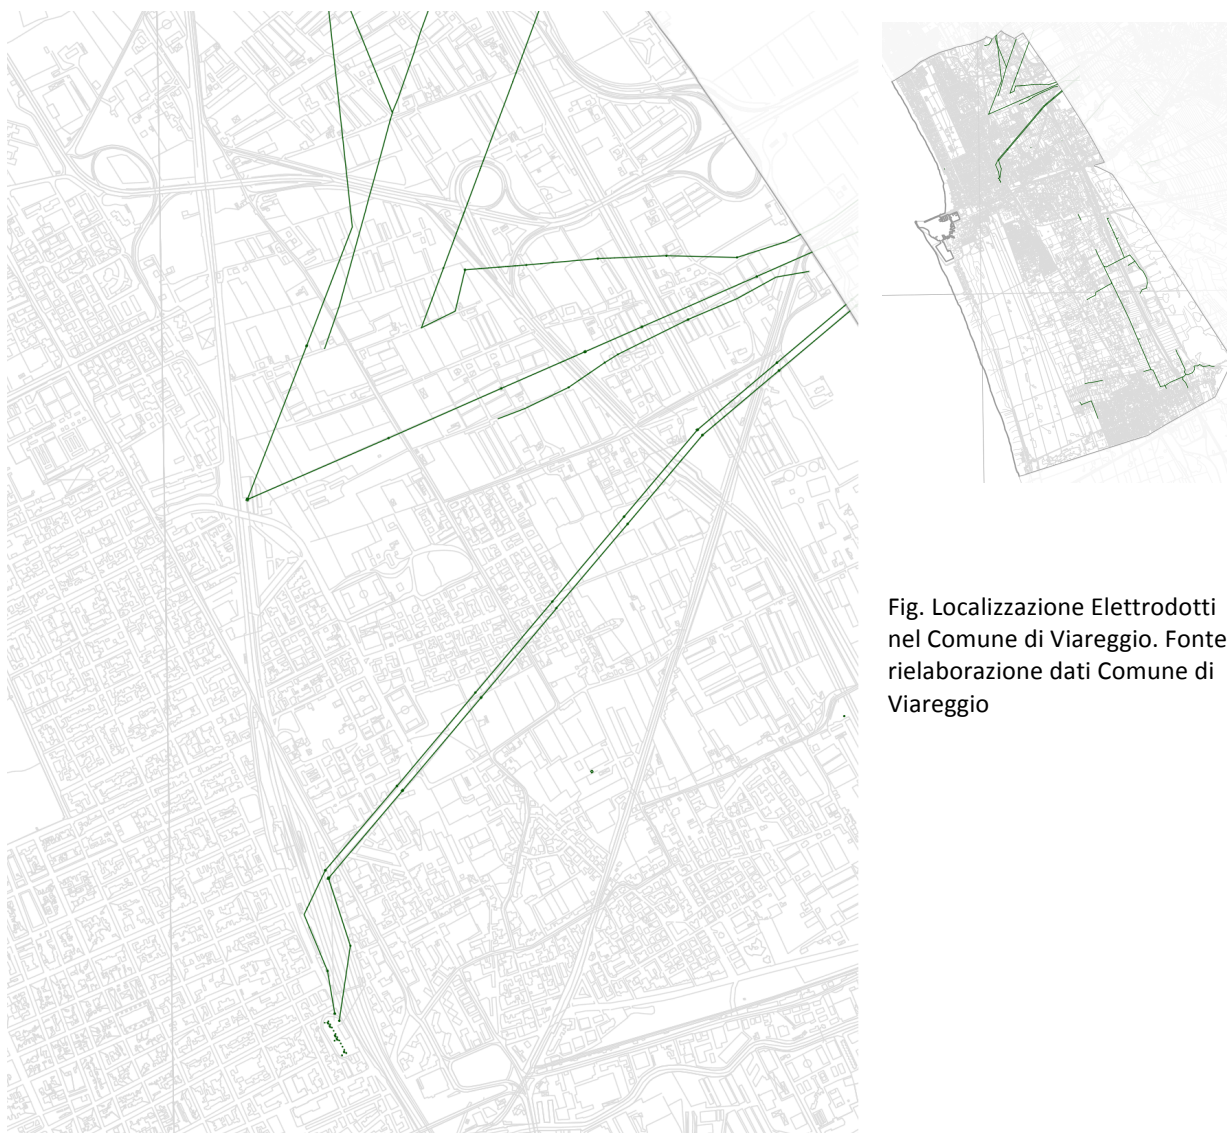 Fig. Localizzazione Elettrodotti
nel Comune di Viareggio. Fonte
rielaborazione dati Comune di
Viareggio